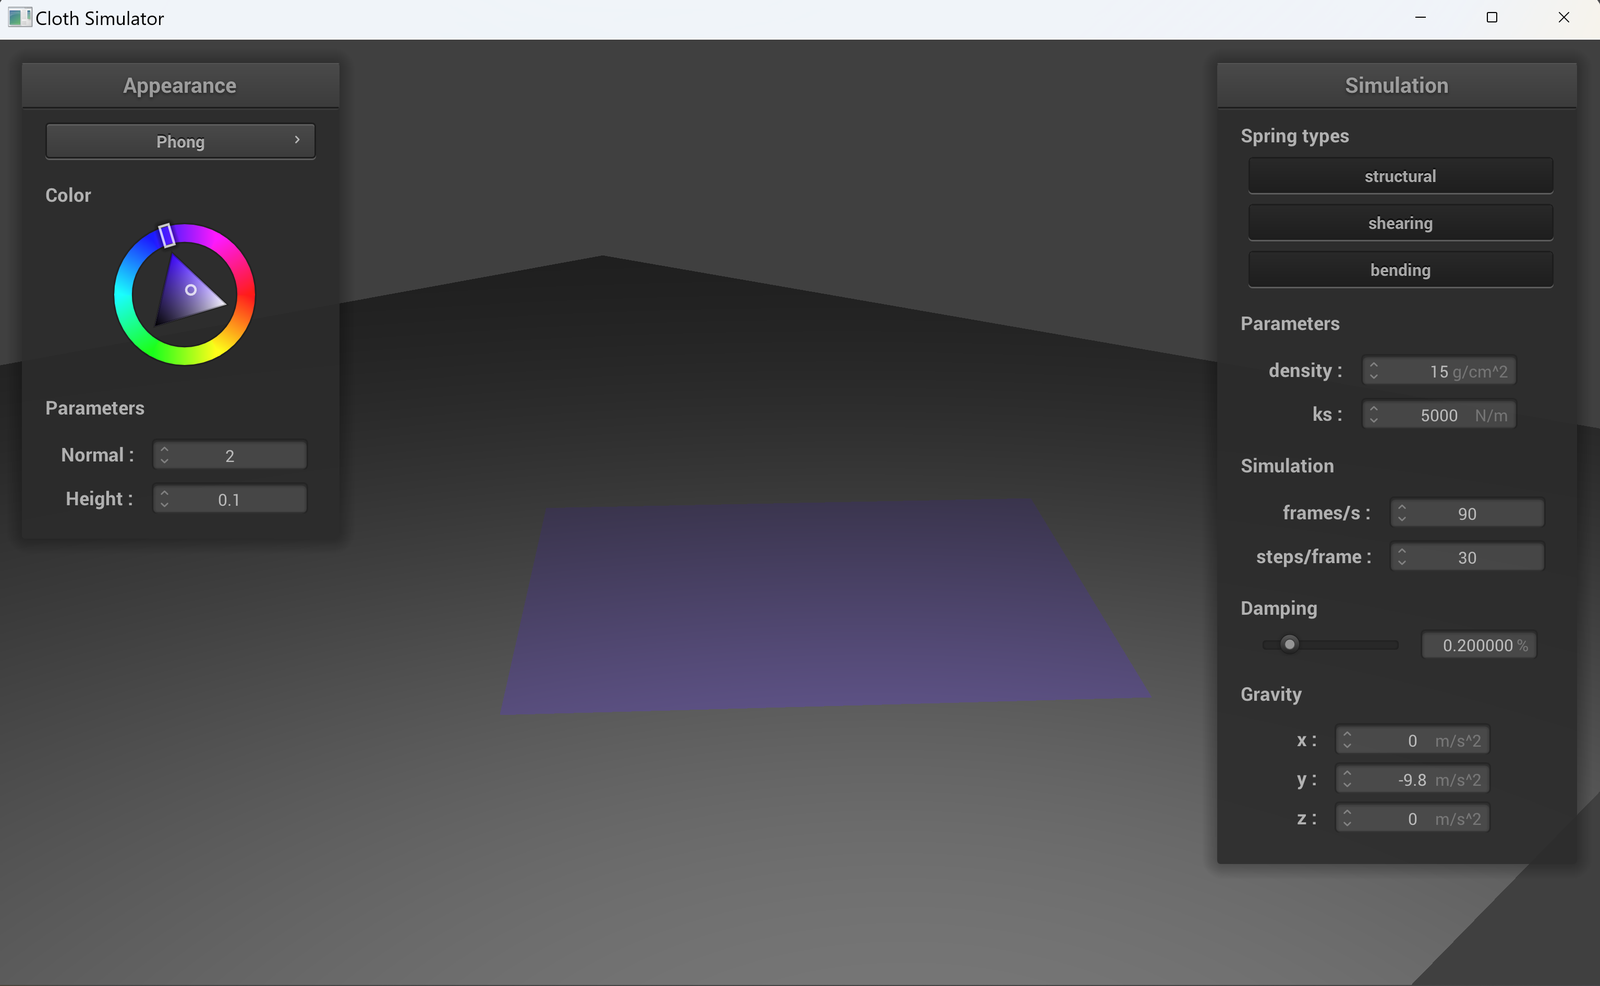 Cloth Simulator
Appearance
Phong
Color
Parameters
Normal : 2
Height : 0.1
Simulation
Spring types
structural
shearing
bending
Parameters
density : 15 g/cm^2
ks : 5000 N/m
Simulation
frames/s : 90
steps/frame : 30
Damping
0.200000 %
Gravity
x : 0 m/s^2
y : -9.8 m/s^2
z : 0 m/s^2